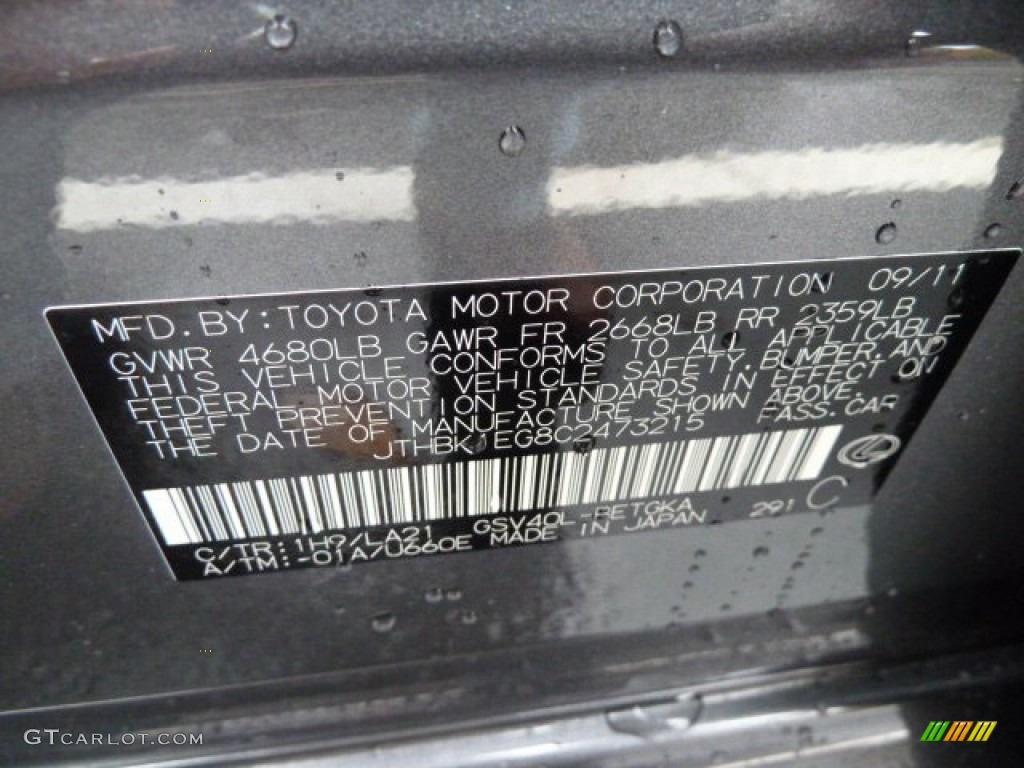 MFD. BY: TOYOTA MOTOR CORPORATION 09/11
GVWR 4680LB GAWR FR 2668LB RR 2359LB
THIS VEHICLE CONFORMS TO ALL APPLICABLE
FEDERAL MOTOR VEHICLE SAFETY, BUMPER, AND
THEFT PREVENTION STANDARDS IN EFFECT ON
THE DATE OF MANUFACTURE SHOWN ABOVE.
JTHBK1EG8C2473215 PASS. CAR
C/TR: 1H9/LA21 GSV40L-BETGKA 291 C
A/TM: -01A/U660E MADE IN JAPAN
GTCARLOT.COM